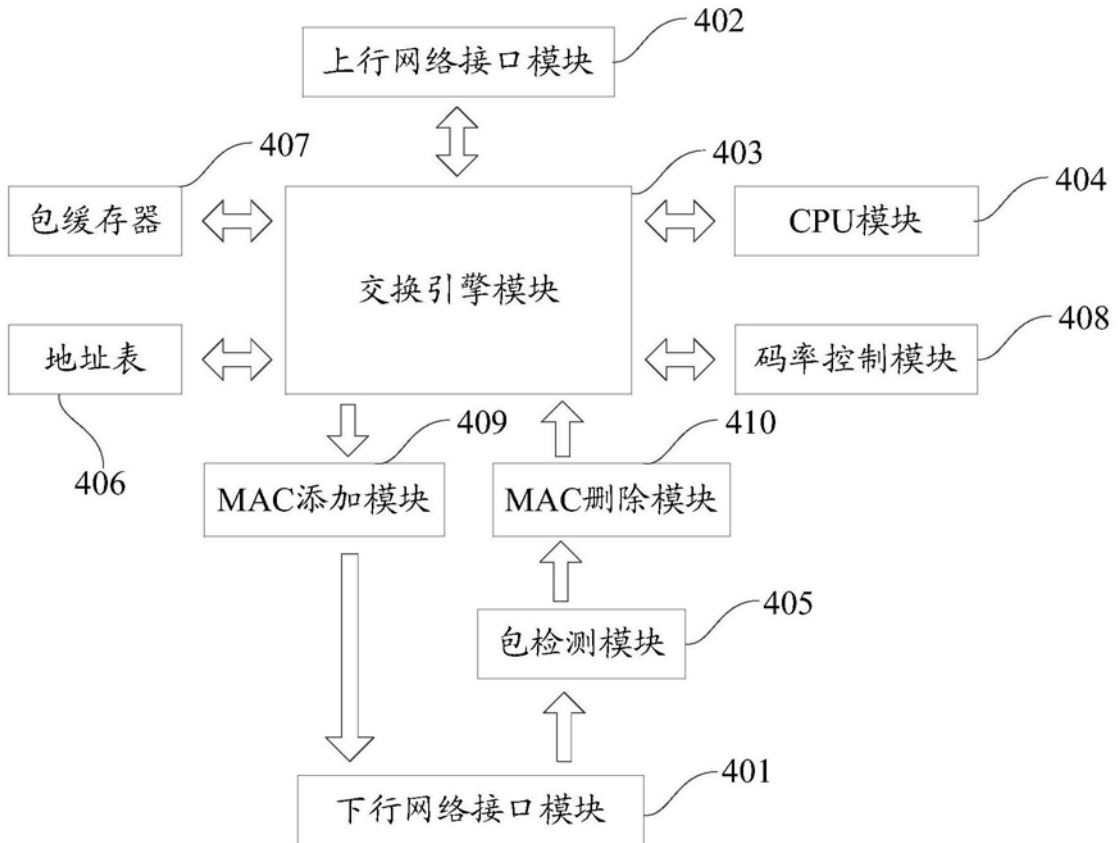 402
上行网络接口模块
407
403
404
包缓存器
CPU模块
交换引擎模块
408
地址表
码率控制模块
409
410
406
MAC添加模块
MAC删除模块
405
包检测模块
401
下行网络接口模块